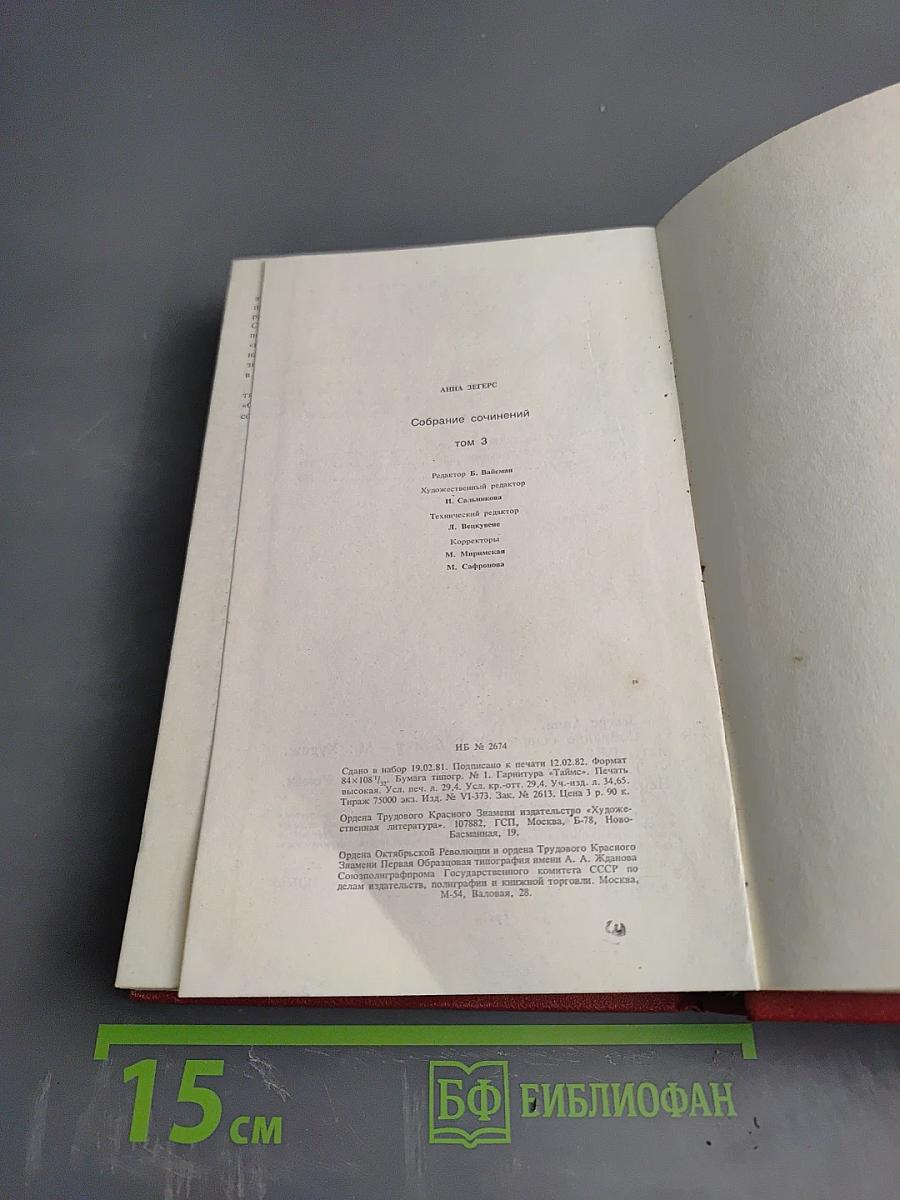 АННА ЗЕГЕРС
Собрание сочинений
том 3
Редактор Б. Вайсман
Художественный редактор
И. Сальникова
Технический редактор
Л. Вецкувене
Корректоры
М. Миримская
М. Сафронова
ИБ № 2674
Сдано в набор 19.02.81. Подписано к печати 12.02.82. Формат
84×108 1/32. Бумага типогр. № 1. Гарнитура «Таймс». Печать
высокая. Усл. печ. л. 29,4. Усл. кр.-отт. 29,4. Уч.-изд. л. 34,65.
Тираж 75000 экз. Изд. № VI-373. Зак. № 2613. Цена 3 р. 90 к.
Ордена Трудового Красного Знамени издательство «Художе-
ственная литература». 107882, ГСП, Москва, Б-78, Ново-
Басманная, 19.
Ордена Октябрьской Революции и ордена Трудового Красного
Знамени Первая Образцовая типография имени А. А. Жданова
Союзполиграфпрома Государственного комитета СССР по
делам издательств, полиграфии и книжной торговли. Москва,
М-54, Валовая, 28.
15 см
БФ БИБЛИОФАН